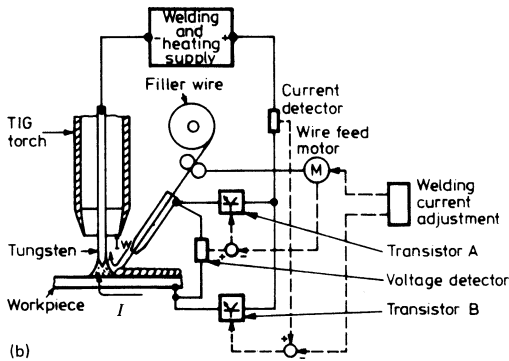 Welding
and
heating
supply
-
+
Filler wire
Current
detector
Wire feed
motor
TIG
torch
M
Welding
current
adjustment
Iw
+
-
Tungsten
Transistor A
Voltage detector
Workpiece
I
Transistor B
+
-
(b)